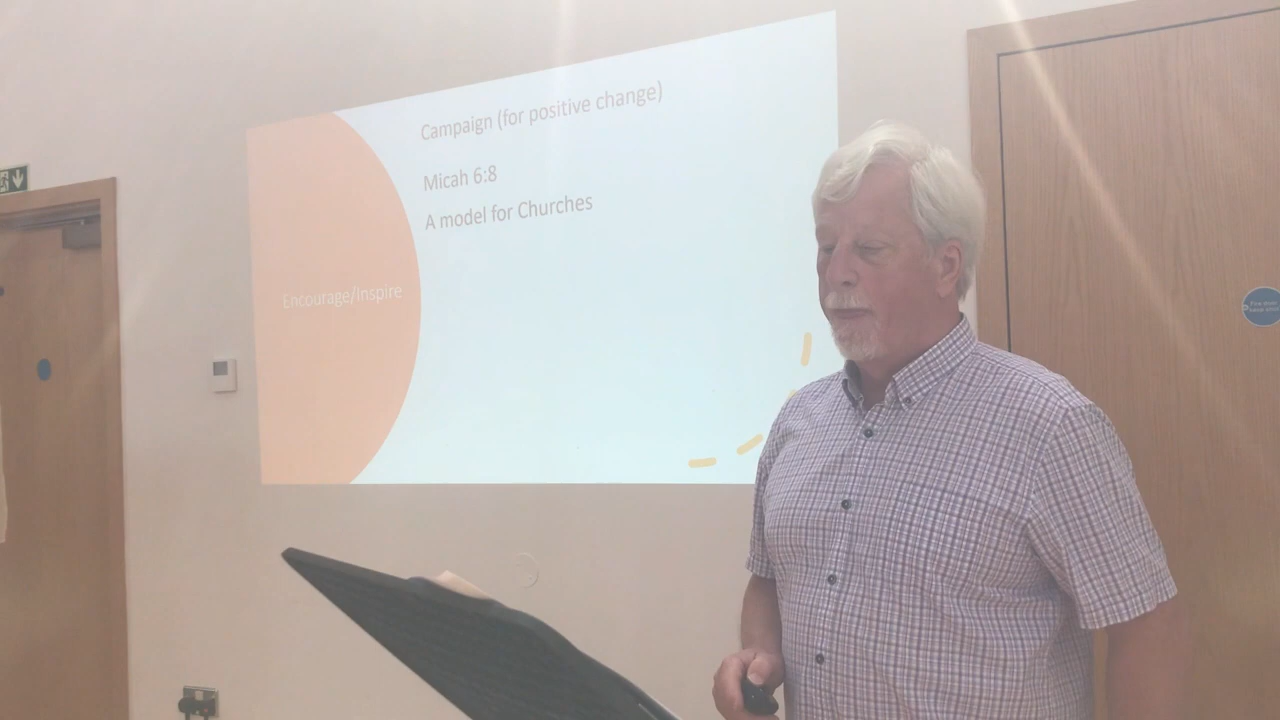 Campaign (for positive change)
Micah 6:8
A model for Churches
Encourage/Inspire